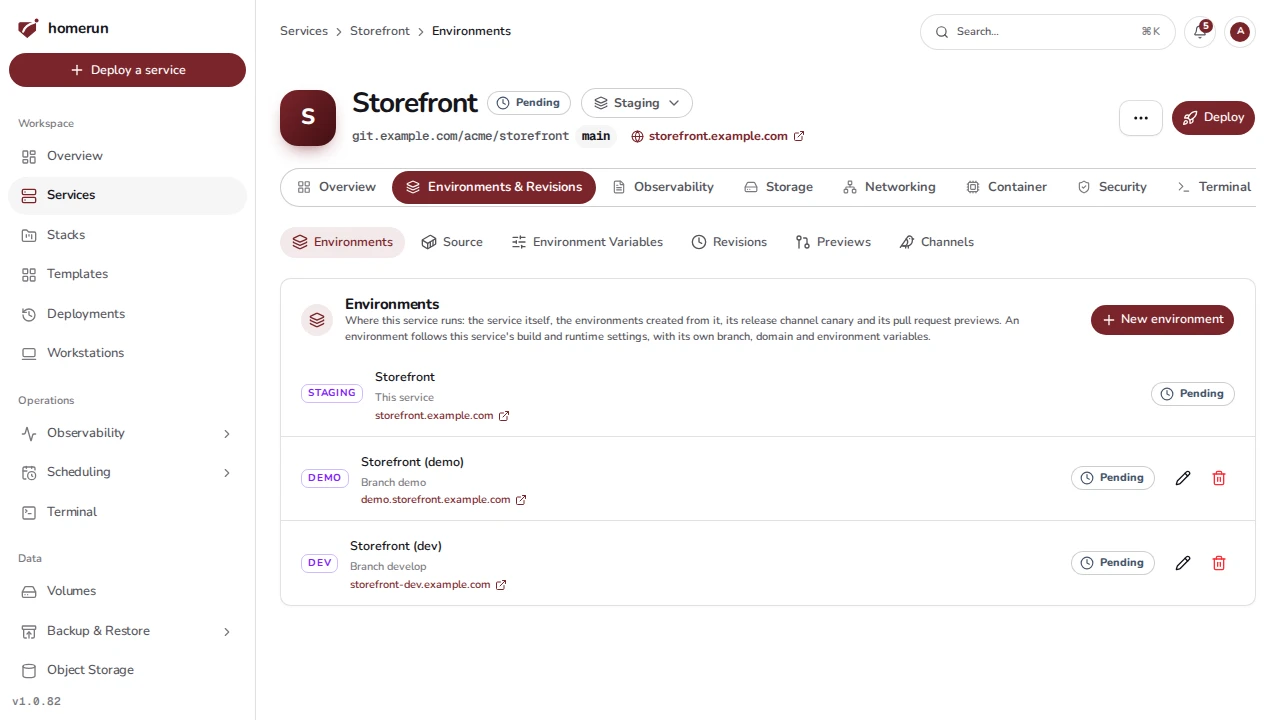 homerun
Deploy a service
Workspace
Overview
Services
Stacks
Templates
Deployments
Workstations
Operations
Observability
Scheduling
Terminal
Data
Volumes
Backup & Restore
Object Storage
v1.0.82
Services > Storefront > Environments
Search... ⌘K
5
A
S
Storefront
Pending
Staging
git.example.com/acme/storefront main storefront.example.com
Deploy
Overview
Environments & Revisions
Observability
Storage
Networking
Container
Security
Terminal
Environments
Source
Environment Variables
Revisions
Previews
Channels
Environments
Where this service runs: the service itself, the environments created from it, its release channel canary and its pull request previews. An
environment follows this service's build and runtime settings, with its own branch, domain and environment variables.
New environment
STAGING
Storefront
This service
storefront.example.com
Pending
DEMO
Storefront (demo)
Branch demo
demo.storefront.example.com
Pending
DEV
Storefront (dev)
Branch develop
storefront-dev.example.com
Pending